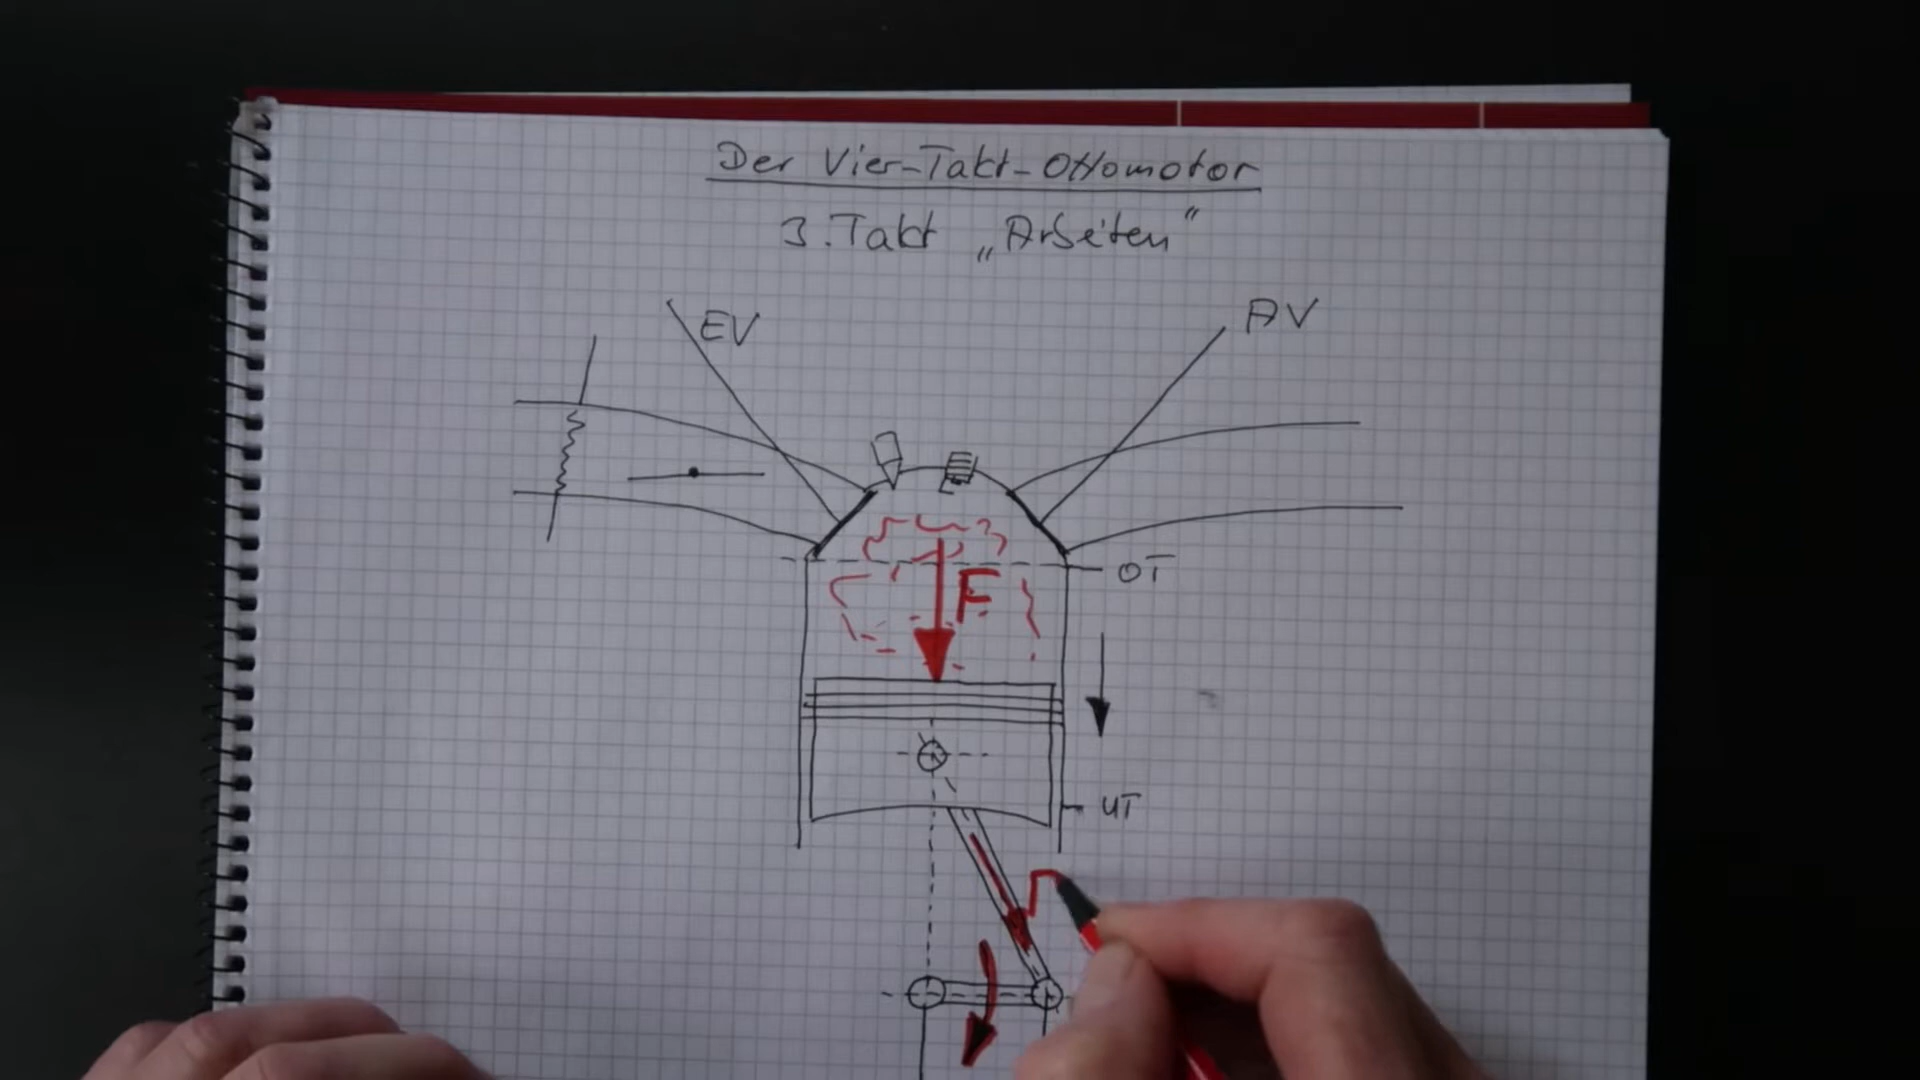 Der Vier-Takt-Ottomotor
3. Takt „Arbeiten“
EV
AV
OT
F
UT